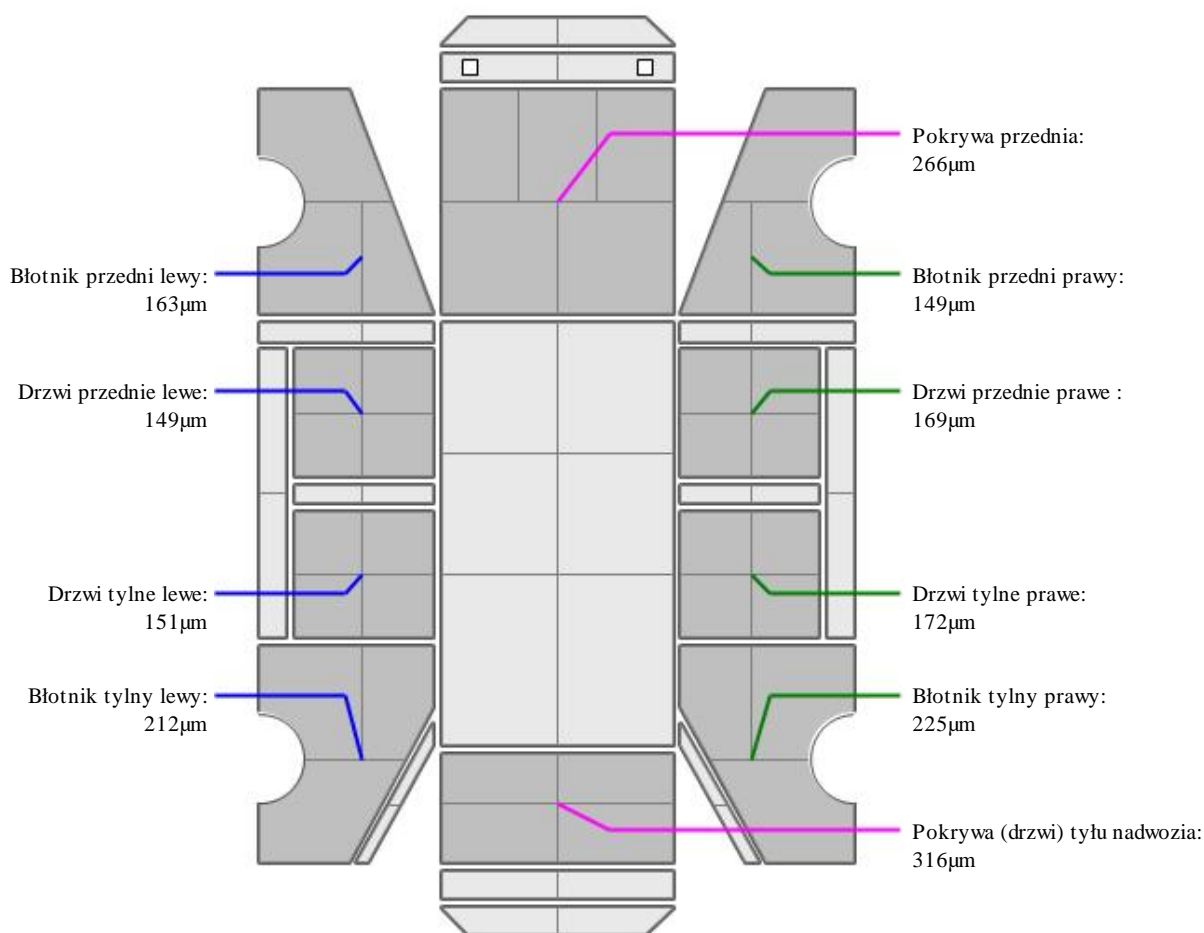 Pokrywa przednia:
266µm
Błotnik przedni lewy:
163µm
Błotnik przedni prawy:
149µm
Drzwi przednie lewe:
149µm
Drzwi przednie prawe :
169µm
Drzwi tylne lewe:
151µm
Drzwi tylne prawe:
172µm
Błotnik tylny lewy:
212µm
Błotnik tylny prawy:
225µm
Pokrywa (drzwi) tyłu nadwozia:
316µm